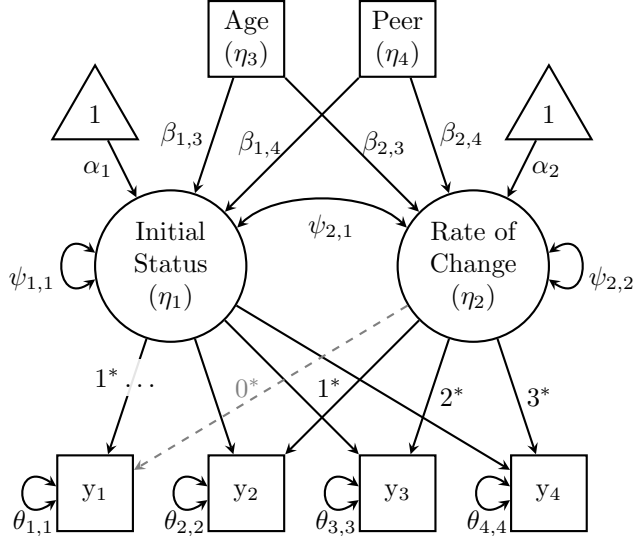 Age
(η₃)
Peer
(η₄)
1
1
α₁
β₁,₃
β₁,₄
β₂,₃
β₂,₄
α₂
Initial
Status
(η₁)
ψ₂,₁
Rate of
Change
(η₂)
ψ₁,₁
ψ₂,₂
1* …
0*
1*
2*
3*
y₁
y₂
y₃
y₄
θ₁,₁
θ₂,₂
θ₃,₃
θ₄,₄